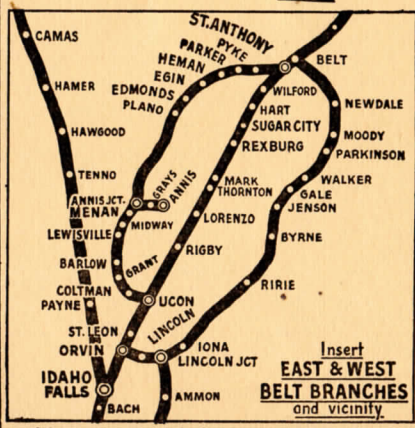 CAMAS
HAMER
HAWGOOD
TENNO
ST. ANTHONY
PYKE
PARKER
HEMAN
EGIN
EDMONDS
PLANO
BELT
WILFORD
HART
SUGAR CITY
REXBURG
NEWDALE
MOODY
PARKINSON
WALKER
GALE
JENSON
BYRNE
RIRIE
MARK
THORNTON
LORENZO
RIGBY
GRAYS
ANNIS
ANNIS JCT.
MENAN
MIDWAY
LEWISVILLE
BARLOW
GRANT
COLTMAN
PAYNE
UCON
ST. LEON
LINCOLN
ORVIN
IONA
LINCOLN JCT
IDAHO
FALLS
AMMON
BACH
Insert
EAST & WEST
BELT BRANCHES
and vicinity